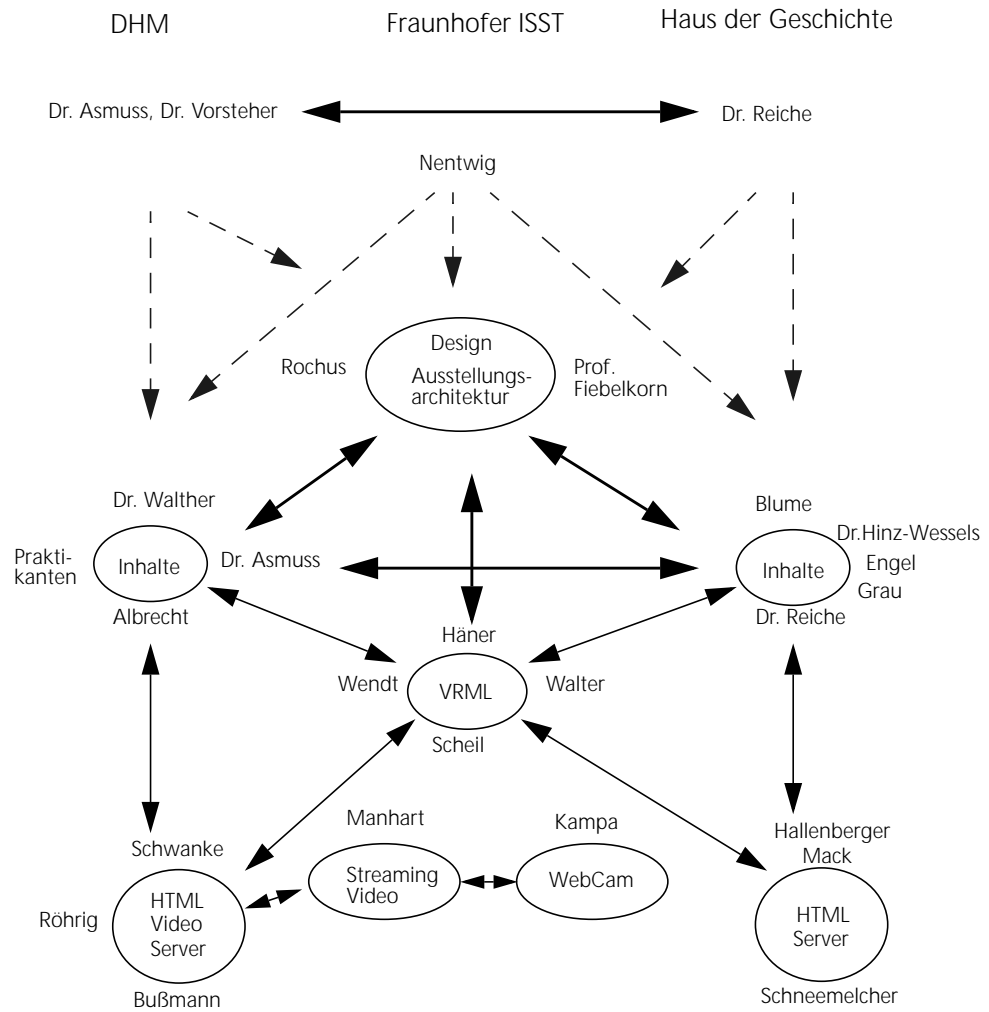 DHM
Fraunhofer ISST
Haus der Geschichte
Dr. Asmuss, Dr. Vorsteher
Dr. Reiche
Nentwig
Rochus
Design
Ausstellungs-
architektur
Prof.
Fiebelkorn
Dr. Walther
Prakti-
kanten
Inhalte
Dr. Asmuss
Albrecht
Blume
Dr.Hinz-Wessels
Inhalte
Engel
Grau
Dr. Reiche
Häner
Wendt
VRML
Walter
Scheil
Schwanke
Röhrig
HTML
Video
Server
Bußmann
Manhart
Streaming
Video
Kampa
WebCam
Hallenberger
Mack
HTML
Server
Schneemelcher